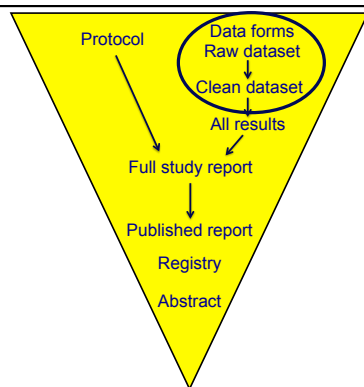 Protocol
Data forms
Raw dataset
Clean dataset
All results
Full study report
Published report
Registry
Abstract